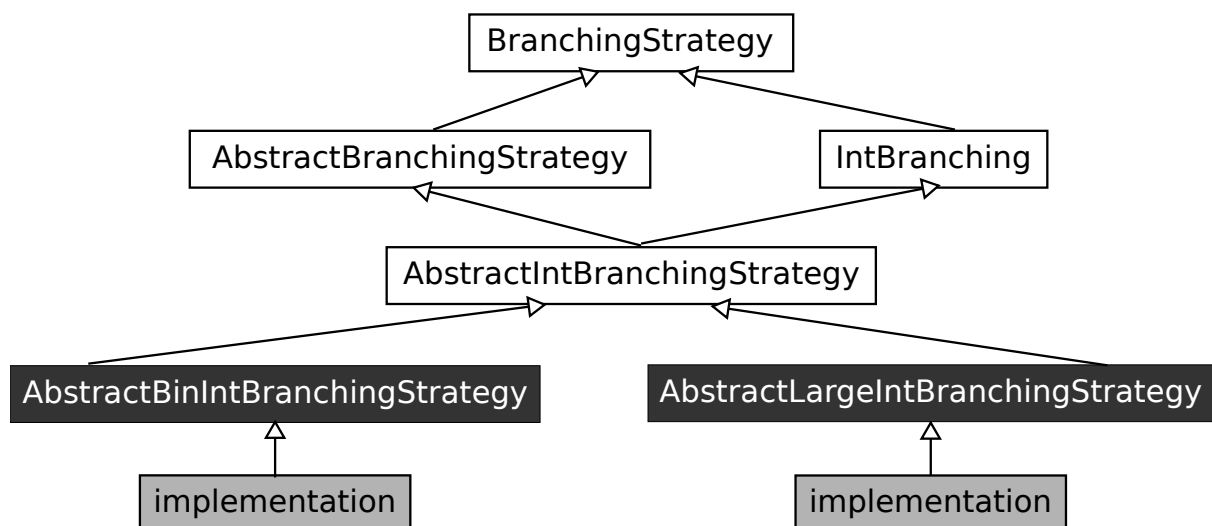 BranchingStrategy
AbstractBranchingStrategy
IntBranching
AbstractIntBranchingStrategy
AbstractBinIntBranchingStrategy
AbstractLargeIntBranchingStrategy
implementation
implementation